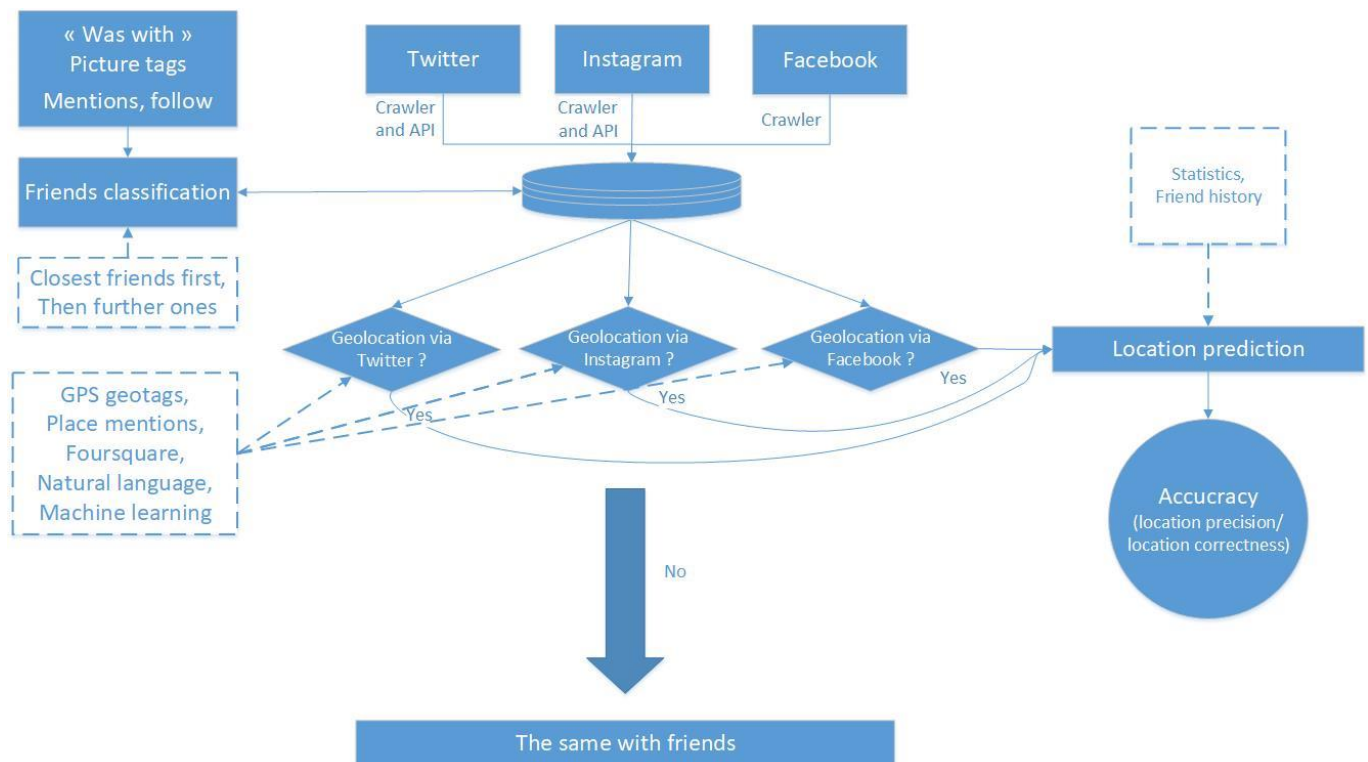 « Was with »
Picture tags
Mentions, follow
Twitter
Instagram
Facebook
Crawler
and API
Crawler
and API
Crawler
Friends classification
Statistics,
Friend history
Closest friends first,
Then further ones
Geolocation via
Twitter ?
Geolocation via
Instagram ?
Geolocation via
Facebook ?
Location prediction
Yes
Yes
Yes
GPS geotags,
Place mentions,
Foursquare,
Natural language,
Machine learning
Accucracy
(location precision/
location correctness)
No
The same with friends